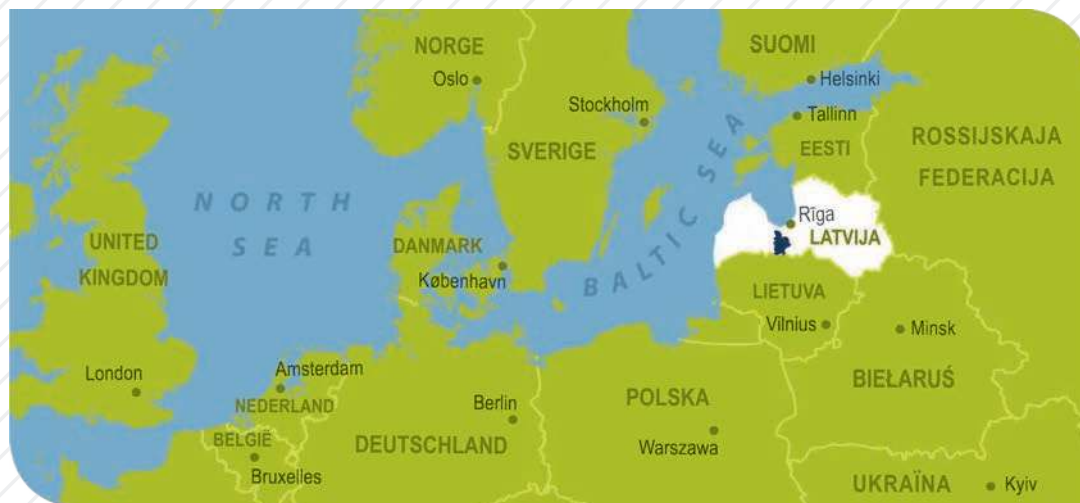 NORGE
Oslo
SUOMI
Helsinki
Stockholm
Tallinn
SVERIGE
EESTI
ROSSIJSKAJA
FEDERACIJA
NORTH
SEA
BALTIC SEA
Rīga
LATVIJA
UNITED
KINGDOM
DANMARK
København
LIETUVA
Vilnius
Minsk
London
Amsterdam
NEDERLAND
Berlin
POLSKA
BIEŁARUŚ
BELGIË
Bruxelles
DEUTSCHLAND
Warszawa
UKRAÏNA
Kyiv